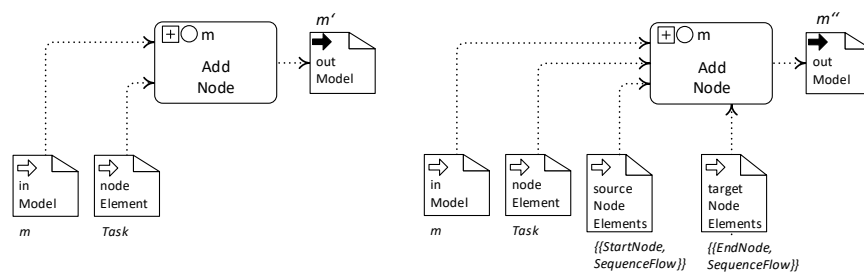 m‘
m
Add
Node
out
Model
in
Model
node
Element
m
Task
m‘‘
m
Add
Node
out
Model
in
Model
node
Element
source
Node
Elements
target
Node
Elements
m
Task
{{StartNode,
SequenceFlow}}
{{EndNode,
SequenceFlow}}